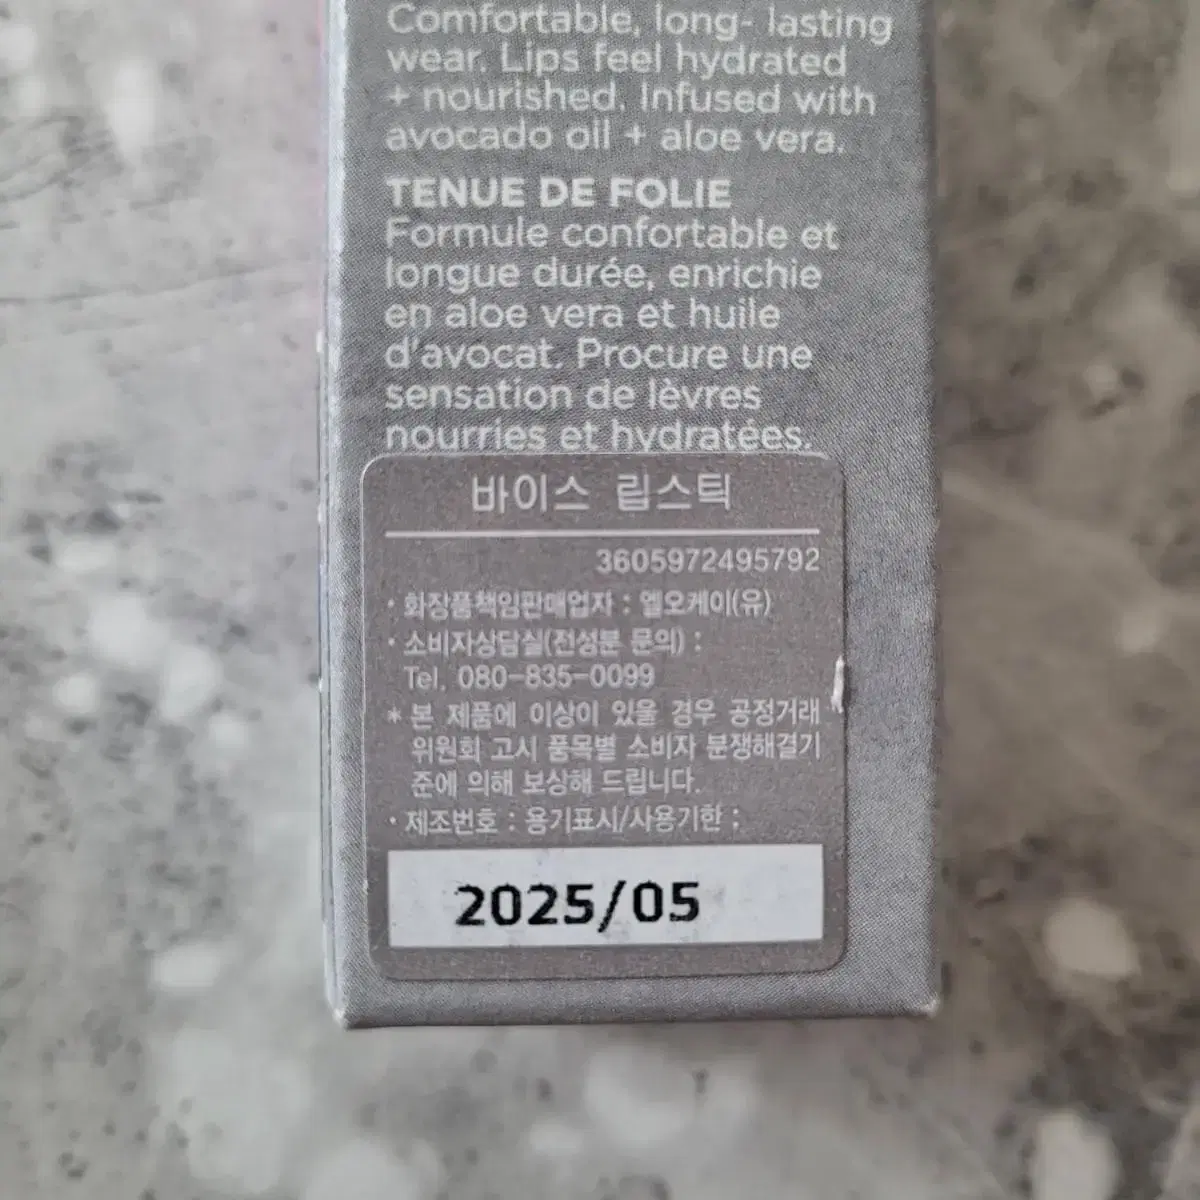 Comfortable, long- lasting
wear. Lips feel hydrated
+ nourished. Infused with
avocado oil + aloe vera.
TENUE DE FOLIE
Formule confortable et
longue durée, enrichie
en aloe vera et huile
d'avocat. Procure une
sensation de lèvres
nourries et hydratées.
바이스 립스틱
3605972495792
· 화장품책임판매업자 : 엘오케이(유)
· 소비자상담실(전성분 문의) :
Tel. 080-835-0099
* 본 제품에 이상이 있을 경우 공정거래
위원회 고시 품목별 소비자 분쟁해결기
준에 의해 보상해 드립니다.
· 제조번호 : 용기표시/사용기한 :
2025/05